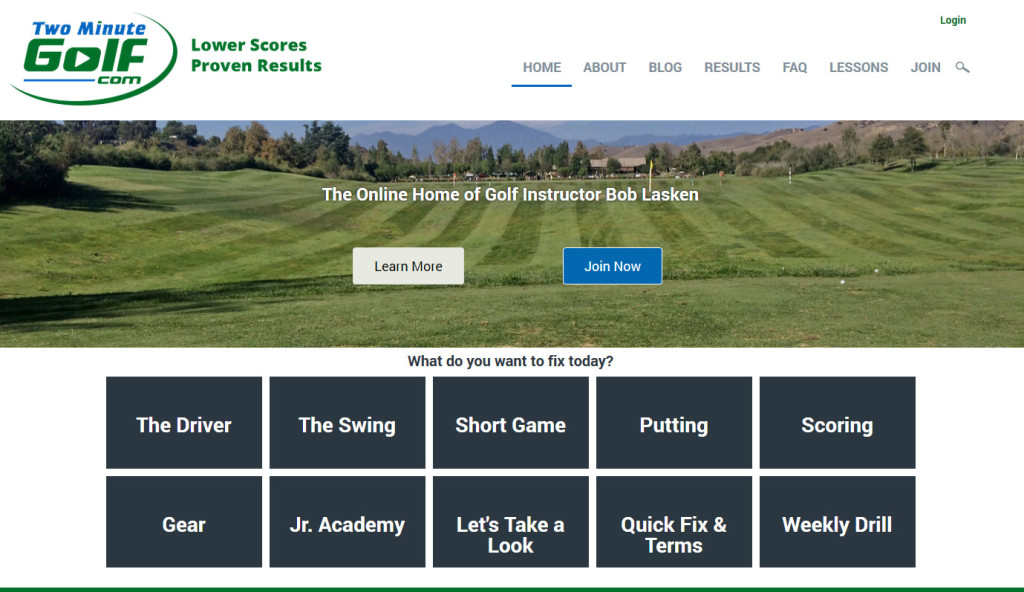 Login
Two Minute
Golf
.com
Lower Scores
Proven Results
HOME ABOUT BLOG RESULTS FAQ LESSONS JOIN
The Online Home of Golf Instructor Bob Lasken
Learn More Join Now
What do you want to fix today?
The Driver The Swing Short Game Putting Scoring
Gear Jr. Academy Let's Take a
Look Quick Fix &
Terms Weekly Drill